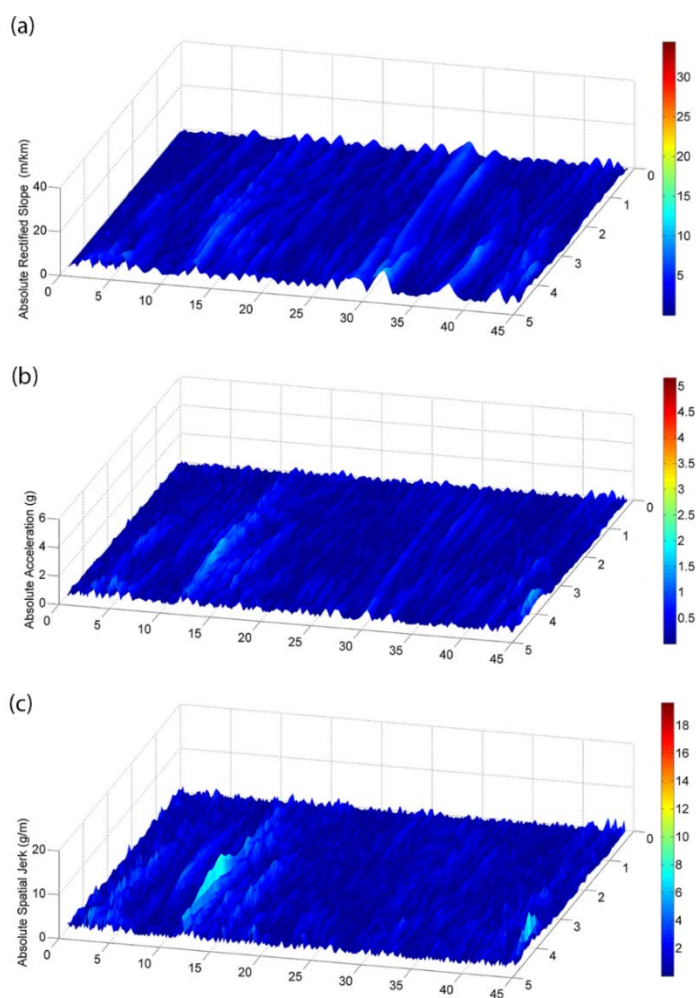 (a)
Absolute Rectified Slope (m/km)
40
20
0
0 5 10 15 20 25 30 35 40 45
0 1 2 3 4 5
30
25
20
15
10
5
(b)
Absolute Acceleration (g)
6
4
2
0
0 5 10 15 20 25 30 35 40 45
0 1 2 3 4 5
5
4.5
4
3.5
3
2.5
2
1.5
1
0.5
(c)
Absolute Spatial Jerk (g/m)
20
10
0
0 5 10 15 20 25 30 35 40 45
0 1 2 3 4 5
18
16
14
12
10
8
6
4
2